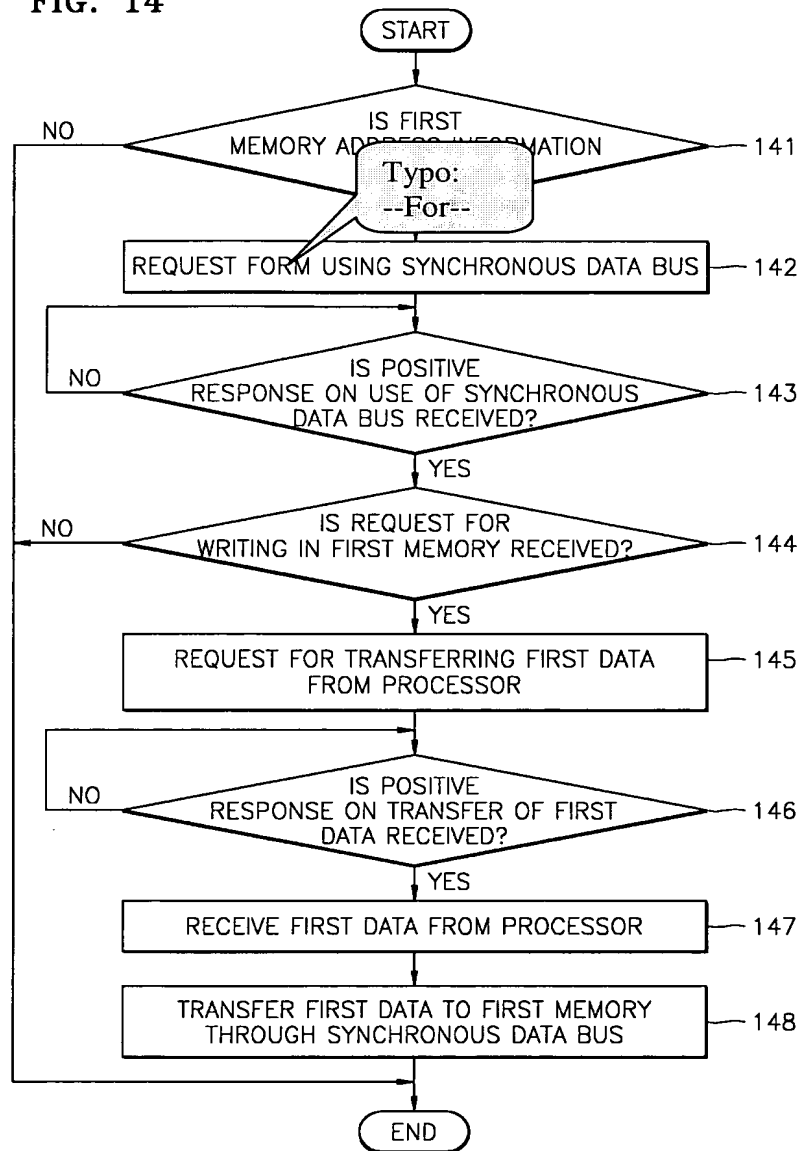 FIG. 14
START
IS FIRST
MEMORY ADDRESS INFORMATION
NO
141
Typo:
--For--
REQUEST FORM USING SYNCHRONOUS DATA BUS
142
IS POSITIVE
RESPONSE ON USE OF SYNCHRONOUS
DATA BUS RECEIVED?
NO
143
YES
IS REQUEST FOR
WRITING IN FIRST MEMORY RECEIVED?
NO
144
YES
REQUEST FOR TRANSFERRING FIRST DATA
FROM PROCESSOR
145
IS POSITIVE
RESPONSE ON TRANSFER OF FIRST
DATA RECEIVED?
NO
146
YES
RECEIVE FIRST DATA FROM PROCESSOR
147
TRANSFER FIRST DATA TO FIRST MEMORY
THROUGH SYNCHRONOUS DATA BUS
148
END